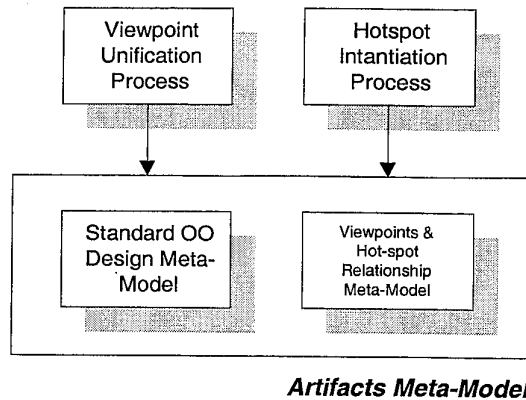 Viewpoint
Unification
Process
Hotspot
Intantiation
Process
Standard OO
Design Meta-
Model
Viewpoints &
Hot-spot
Relationship
Meta-Model
Artifacts Meta-Model